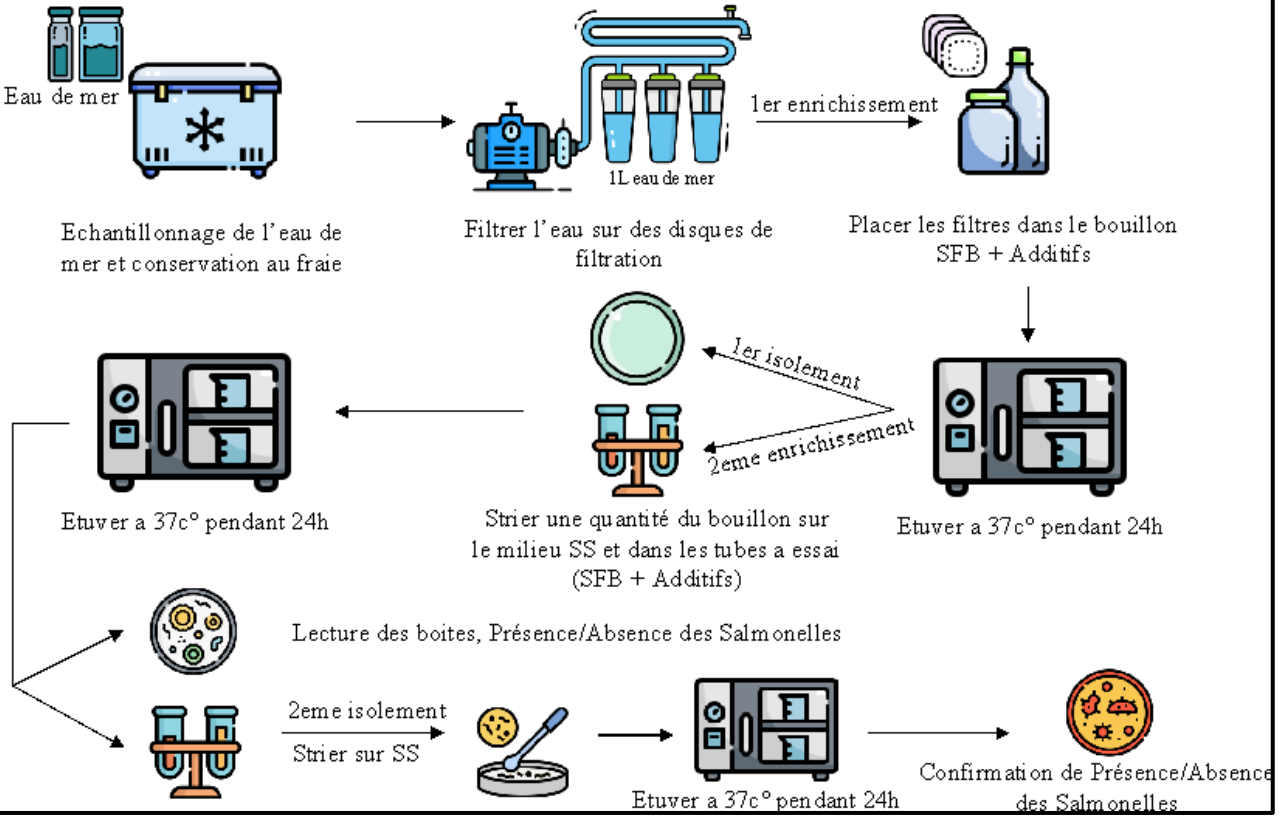 Eau de mer
Echantillonnage de l'eau de
mer et conservation au fraie
1L eau de mer
Filtrer l'eau sur des disques de
filtration
1er enrichissement
Placer les filtres dans le bouillon
SFB + Additifs
Etuver a 37c° pendant 24h
1er isolement
2eme enrichissement
Strier une quantité du bouillon sur
le milieu SS et dans les tubes a essai
(SFB + Additifs)
Etuver a 37c° pendant 24h
Lecture des boites, Présence/Absence des Salmonelles
2eme isolement
Strier sur SS
Etuver a 37c° pendant 24h
Confirmation de Présence/Absence
des Salmonelles